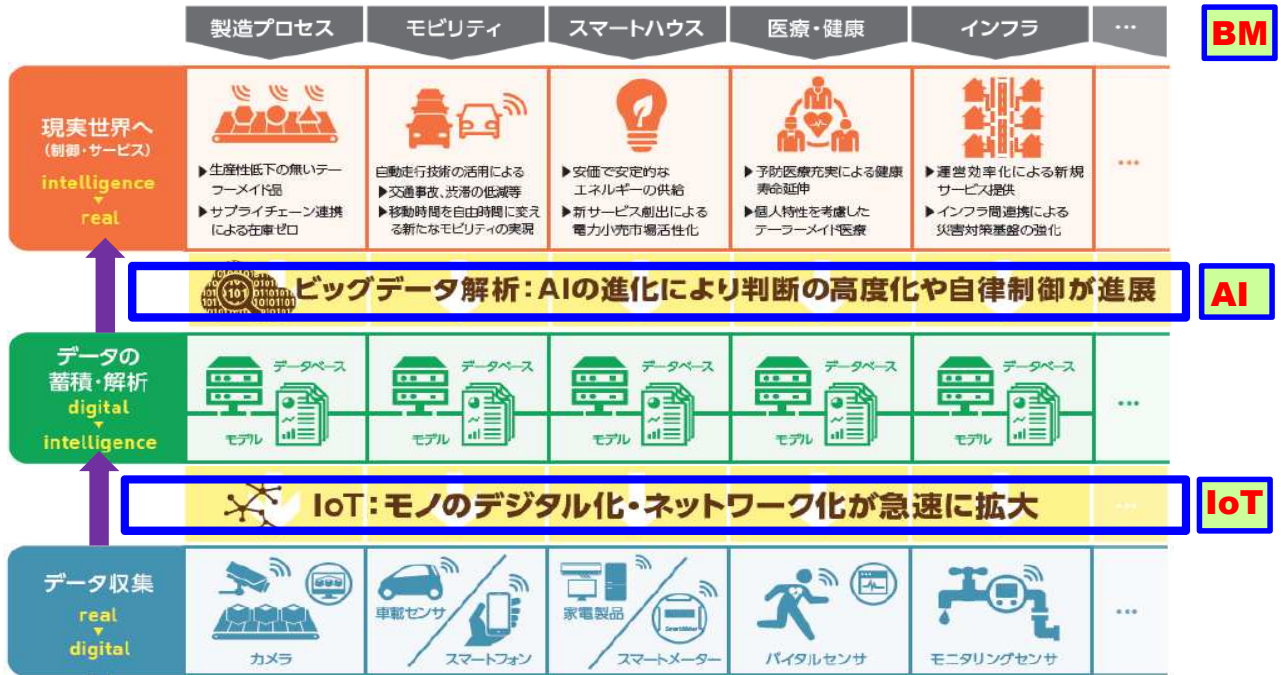 製造プロセス
モビリティ
スマートハウス
医療・健康
インフラ
…
BM
現実世界へ
(制御・サービス)
intelligence
real
▶生産性低下の無いテー
ラーメイド品
▶サプライチェーン連携
による在庫ゼロ
自動走行技術の活用による
▶交通事故、渋滞の低減等
▶移動時間を自由時間に変え
る新たなモビリティの実現
▶安価で安定的な
エネルギーの供給
▶新サービス創出による
電力小売市場活性化
▶予防医療充実による健康
寿命延伸
▶個人特性を考慮した
テーラーメイド医療
▶運営効率化による新規
サービス提供
▶インフラ間連携による
災害対策基盤の強化
…
ビッグデータ解析：AIの進化により判断の高度化や自律制御が進展
AI
データの
蓄積・解析
digital
intelligence
データベース
モデル
データベース
モデル
データベース
モデル
データベース
モデル
データベース
モデル
…
IoT：モノのデジタル化・ネットワーク化が急速に拡大
…
IoT
データ収集
real
digital
カメラ
車載センサ
スマートフォン
家電製品
スマートメーター
バイタルセンサ
モニタリングセンサ
…